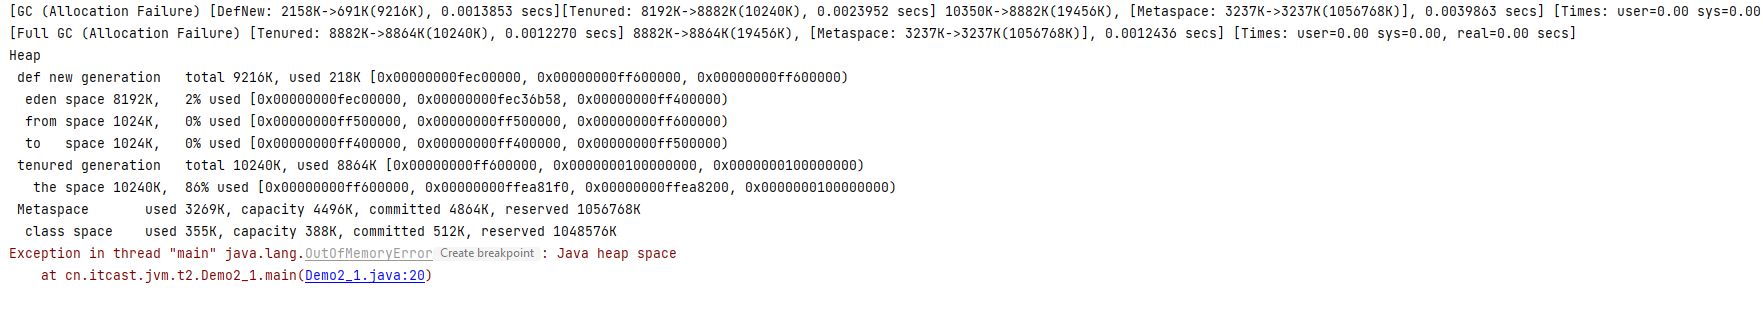 [GC (Allocation Failure) [DefNew: 2158K->691K(9216K), 0.0013853 secs][Tenured: 8192K->8882K(10240K), 0.0023952 secs] 10350K->8882K(19456K), [Metaspace: 3237K->3237K(1056768K)], 0.0039863 secs] [Times: user=0.00 sys=0.00
[Full GC (Allocation Failure) [Tenured: 8882K->8864K(10240K), 0.0012270 secs] 8882K->8864K(19456K), [Metaspace: 3237K->3237K(1056768K)], 0.0012436 secs] [Times: user=0.00 sys=0.00, real=0.00 secs]
Heap
 def new generation   total 9216K, used 218K [0x00000000fec00000, 0x00000000ff600000, 0x00000000ff600000)
  eden space 8192K,   2% used [0x00000000fec00000, 0x00000000fec36b58, 0x00000000ff400000)
  from space 1024K,   0% used [0x00000000ff500000, 0x00000000ff500000, 0x00000000ff600000)
  to   space 1024K,   0% used [0x00000000ff400000, 0x00000000ff400000, 0x00000000ff500000)
 tenured generation   total 10240K, used 8864K [0x00000000ff600000, 0x0000000100000000, 0x0000000100000000)
   the space 10240K,  86% used [0x00000000ff600000, 0x00000000ffea81f0, 0x00000000ffea8200, 0x0000000100000000)
 Metaspace       used 3269K, capacity 4496K, committed 4864K, reserved 1056768K
  class space    used 355K, capacity 388K, committed 512K, reserved 1048576K
Exception in thread "main" java.lang.OutOfMemoryError Create breakpoint : Java heap space
    at cn.itcast.jvm.t2.Demo2_1.main(Demo2_1.java:20)